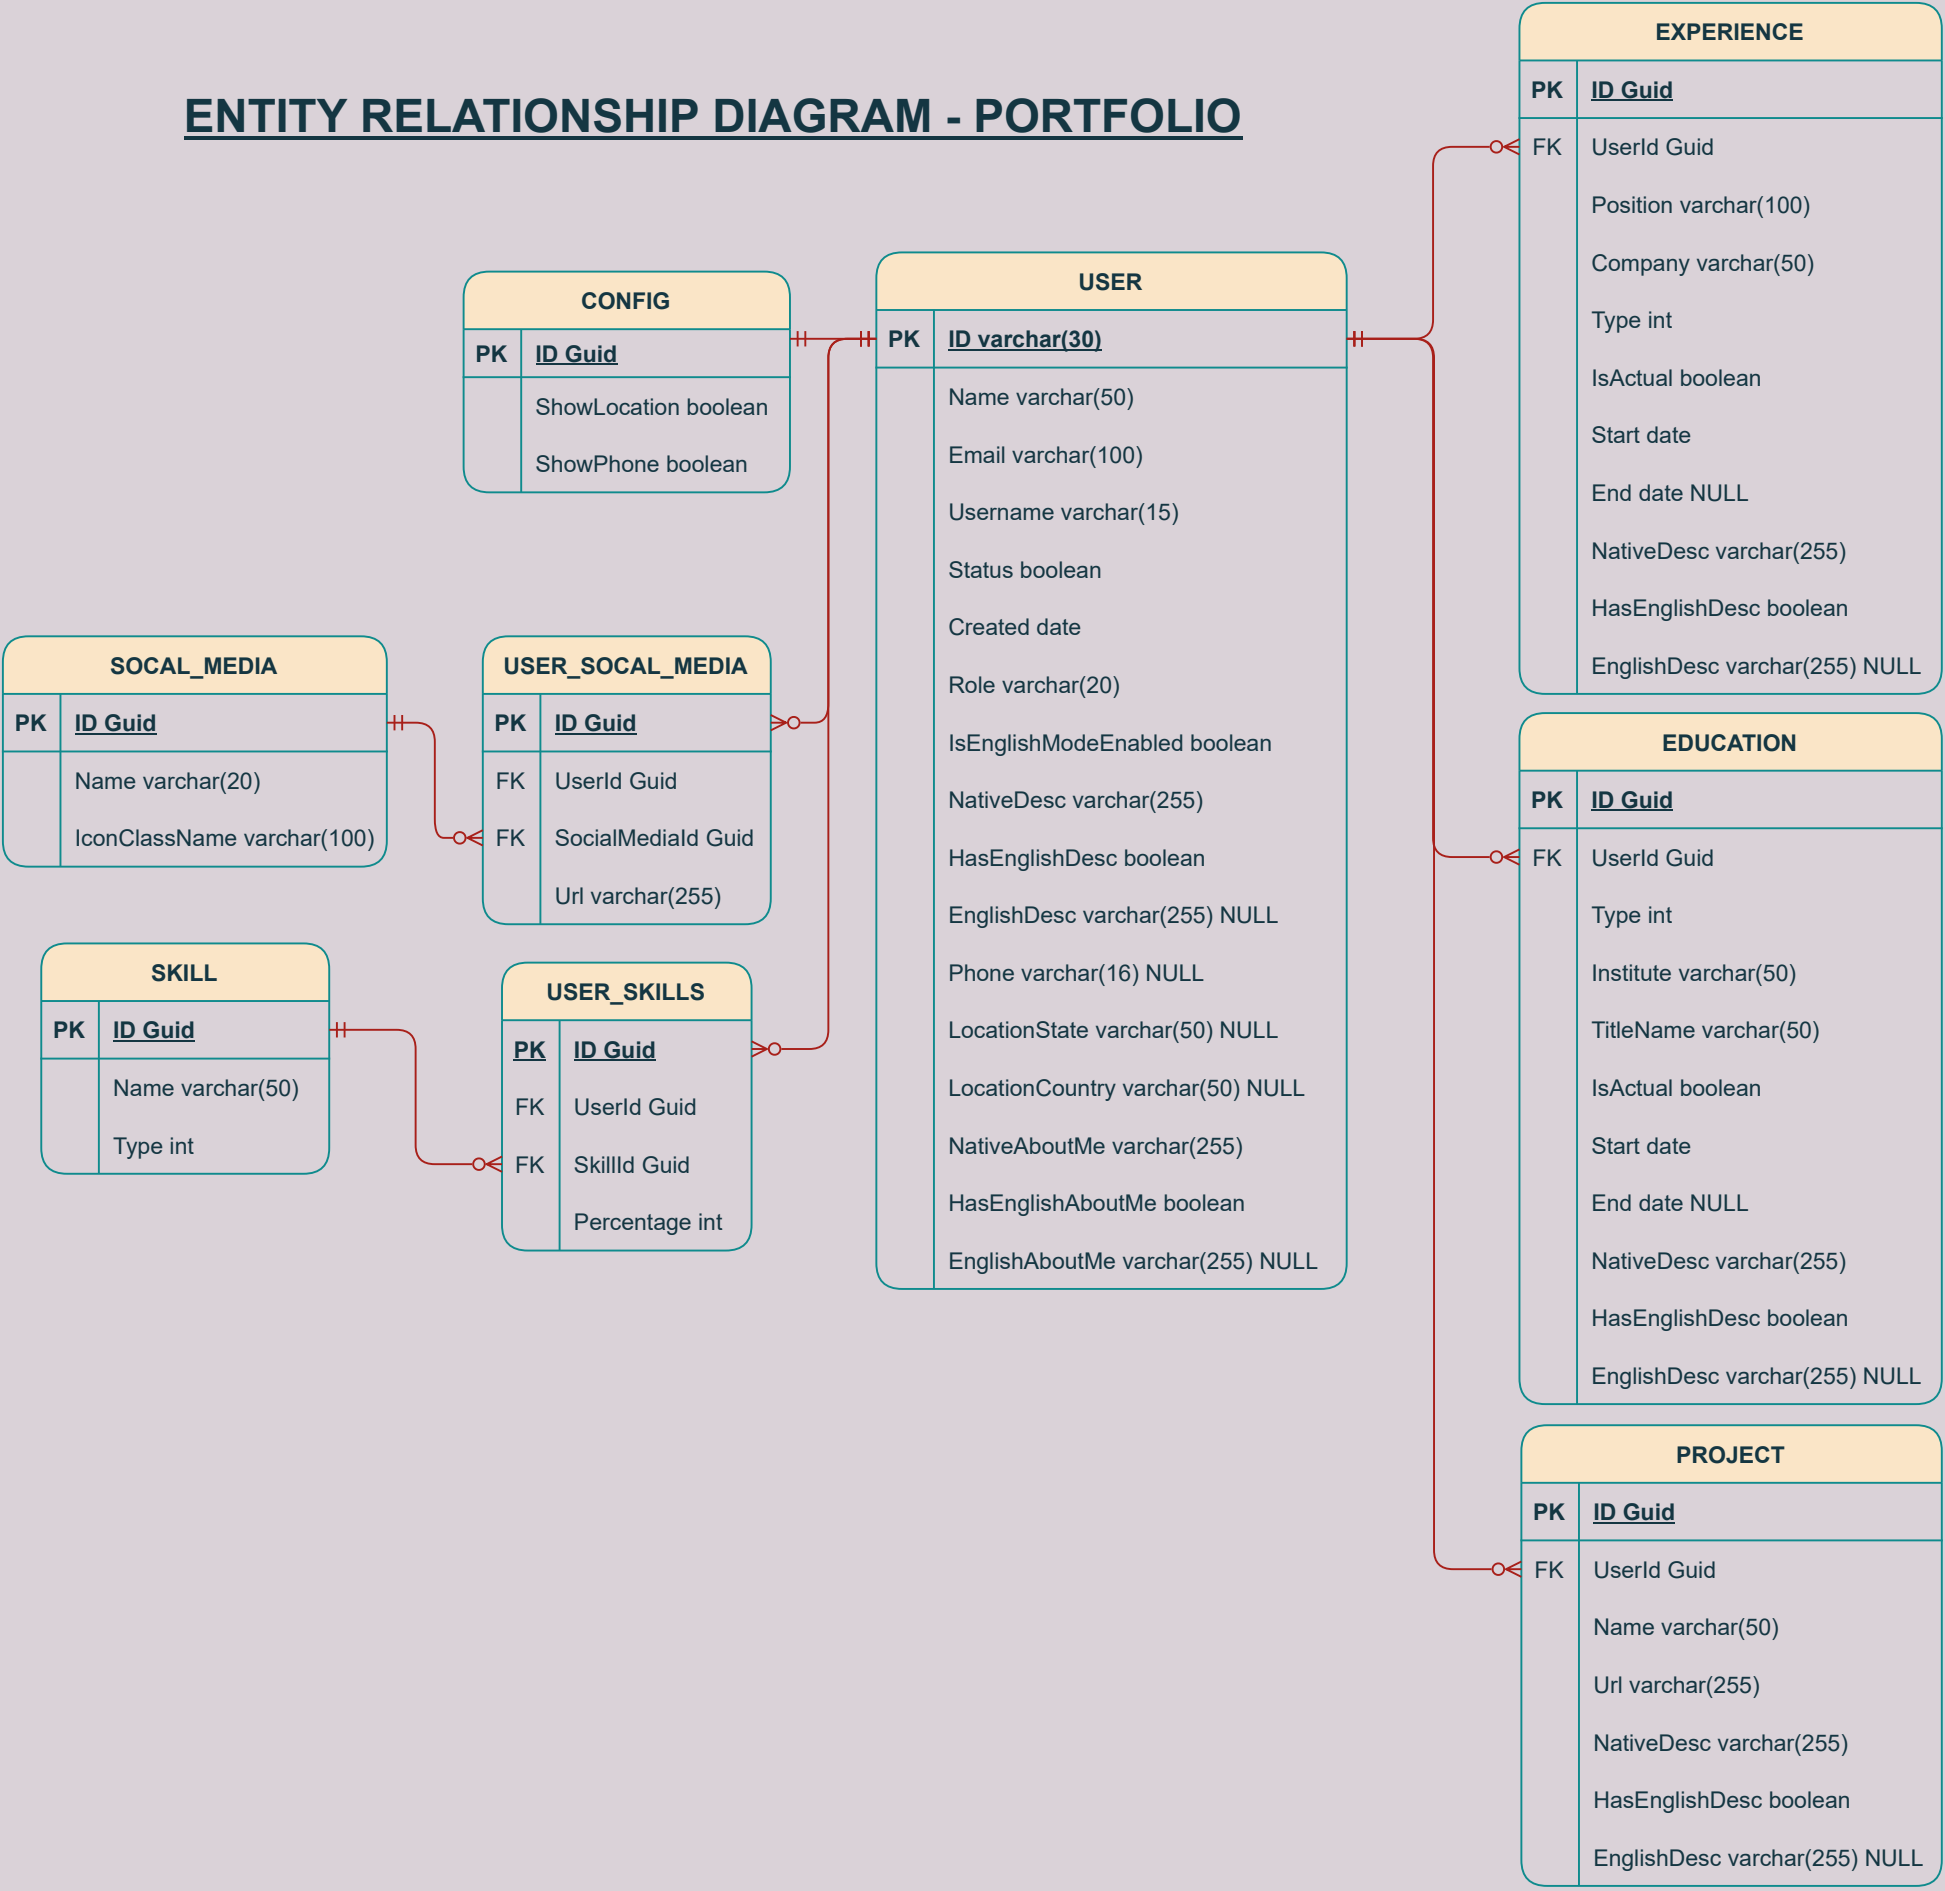 ENTITY RELATIONSHIP DIAGRAM - PORTFOLIO
CONFIG
PK ID Guid
ShowLocation boolean
ShowPhone boolean
SOCAL_MEDIA
PK ID Guid
Name varchar(20)
IconClassName varchar(100)
USER_SOCAL_MEDIA
PK ID Guid
FK UserId Guid
FK SocialMediaId Guid
Url varchar(255)
SKILL
PK ID Guid
Name varchar(50)
Type int
USER_SKILLS
PK ID Guid
FK UserId Guid
FK SkillId Guid
Percentage int
USER
PK ID varchar(30)
Name varchar(50)
Email varchar(100)
Username varchar(15)
Status boolean
Created date
Role varchar(20)
IsEnglishModeEnabled boolean
NativeDesc varchar(255)
HasEnglishDesc boolean
EnglishDesc varchar(255) NULL
Phone varchar(16) NULL
LocationState varchar(50) NULL
LocationCountry varchar(50) NULL
NativeAboutMe varchar(255)
HasEnglishAboutMe boolean
EnglishAboutMe varchar(255) NULL
EXPERIENCE
PK ID Guid
FK UserId Guid
Position varchar(100)
Company varchar(50)
Type int
IsActual boolean
Start date
End date NULL
NativeDesc varchar(255)
HasEnglishDesc boolean
EnglishDesc varchar(255) NULL
EDUCATION
PK ID Guid
FK UserId Guid
Type int
Institute varchar(50)
TitleName varchar(50)
IsActual boolean
Start date
End date NULL
NativeDesc varchar(255)
HasEnglishDesc boolean
EnglishDesc varchar(255) NULL
PROJECT
PK ID Guid
FK UserId Guid
Name varchar(50)
Url varchar(255)
NativeDesc varchar(255)
HasEnglishDesc boolean
EnglishDesc varchar(255) NULL